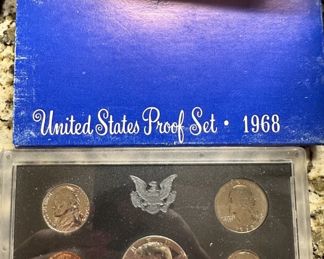 United States Proof Set • 1968